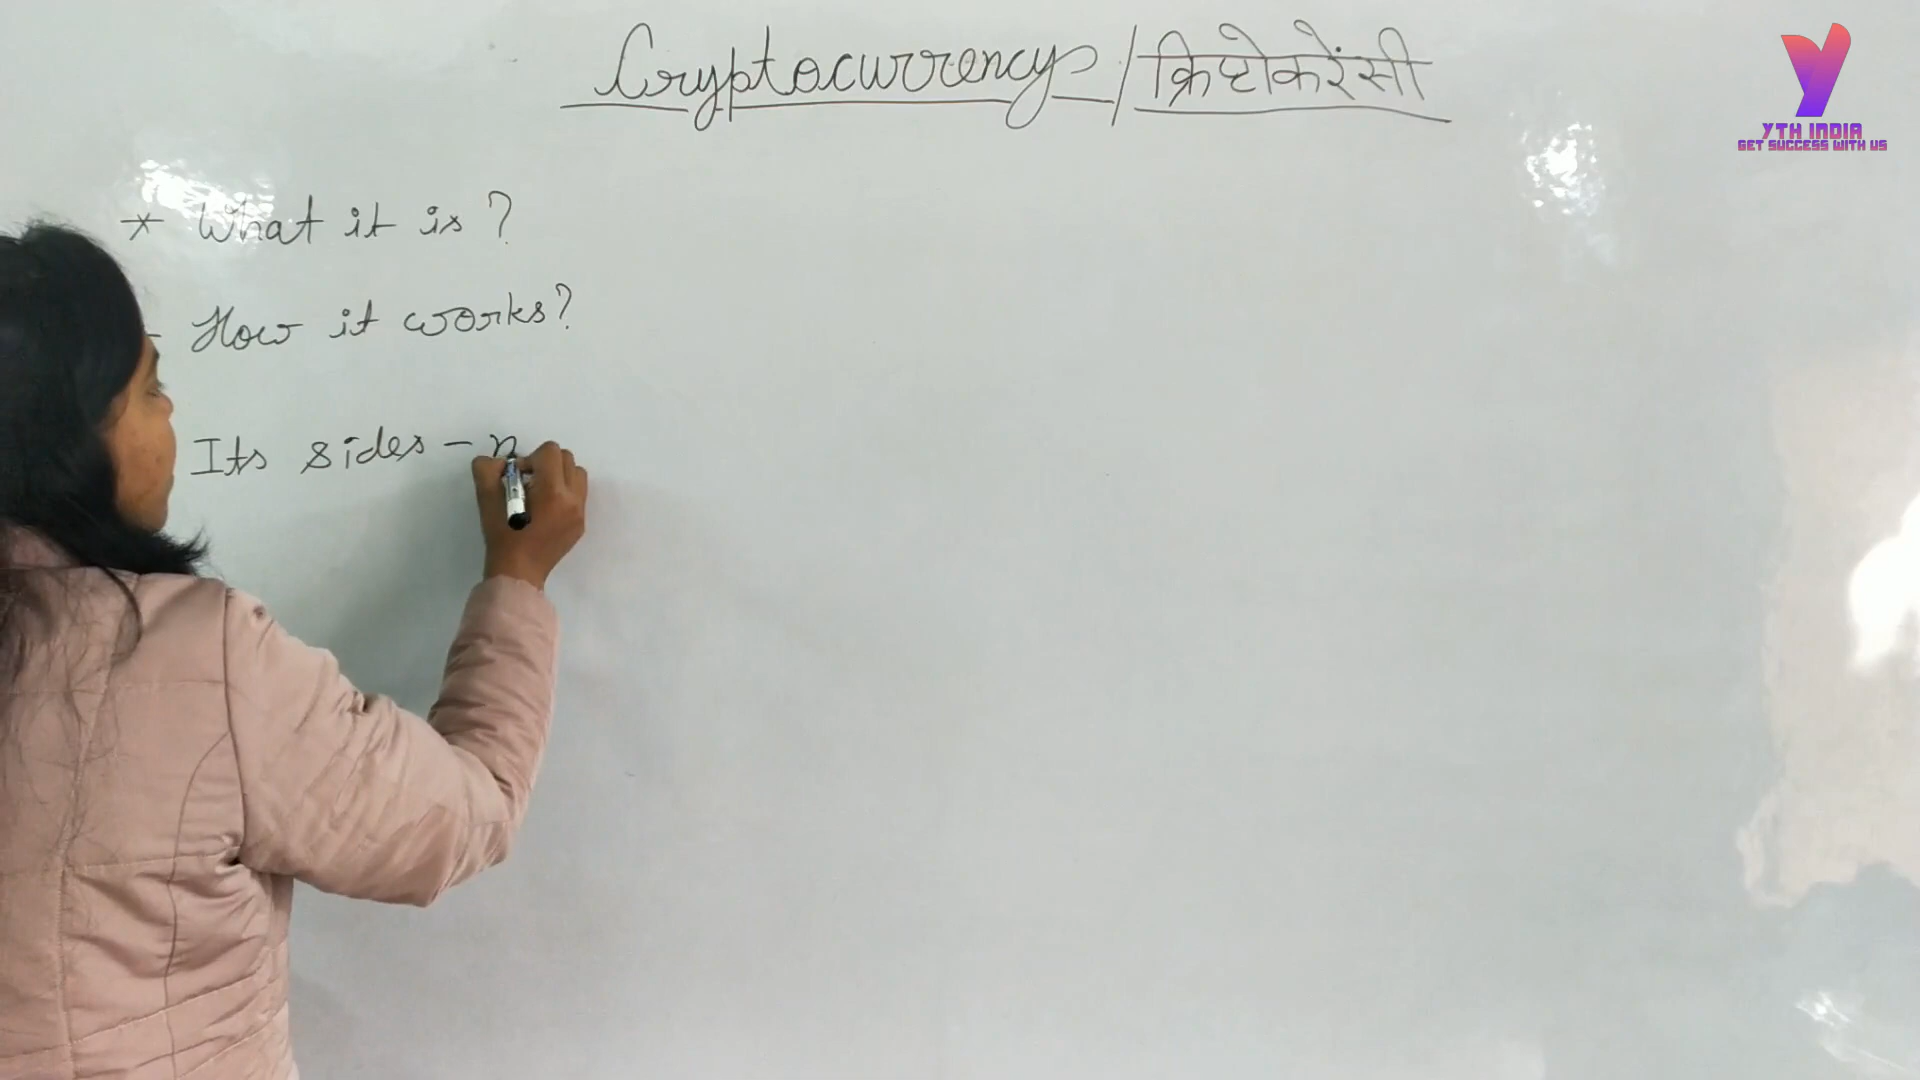 Cryptocurrency / क्रिप्टोकरेंसी
YTH INDIA
GET SUCCESS WITH US
* What it is ?
- How it works?
Its sides - n